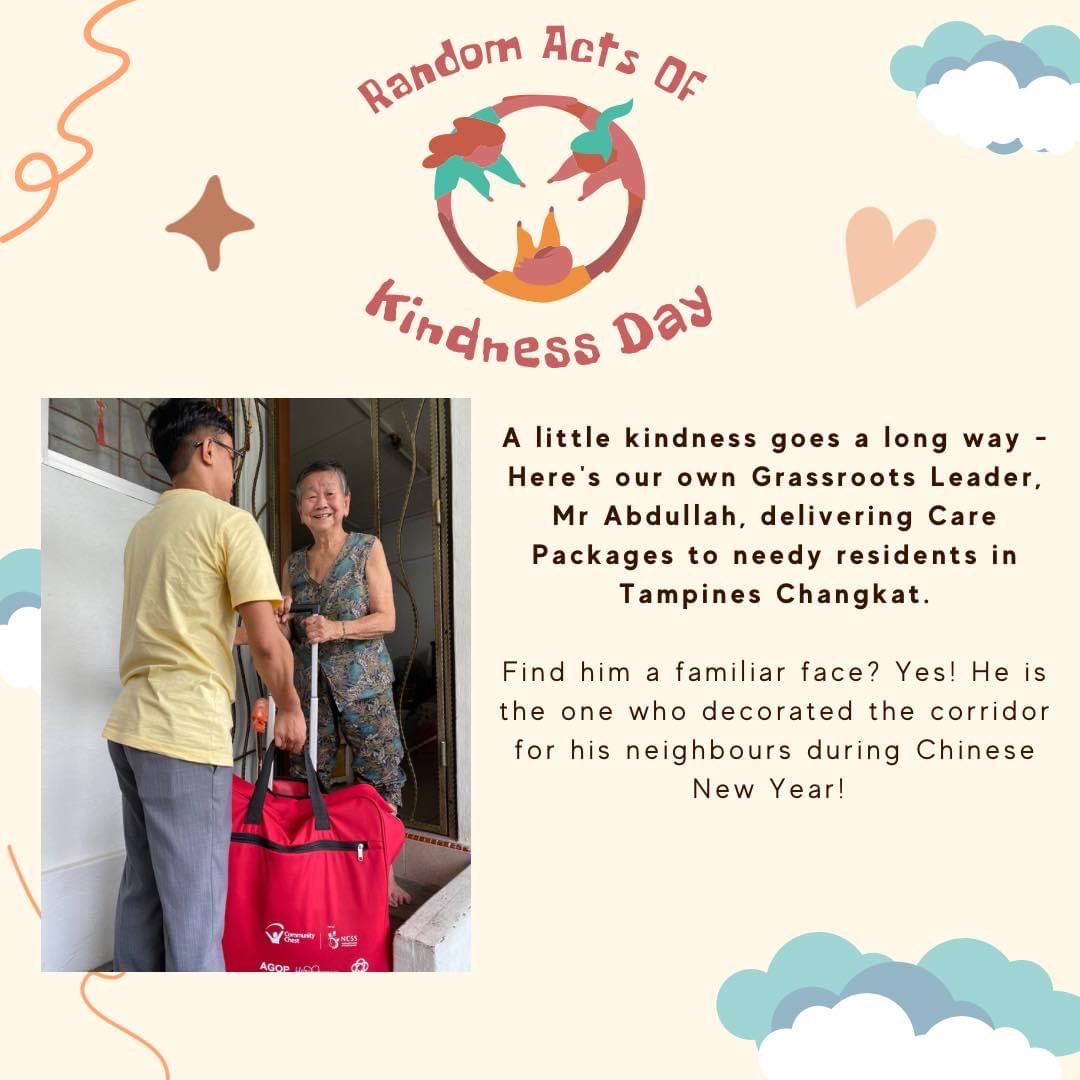 Random Acts Of
Kindness Day
A little kindness goes a long way -
Here's our own Grassroots Leader,
Mr Abdullah, delivering Care
Packages to needy residents in
Tampines Changkat.
Find him a familiar face? Yes! He is
the one who decorated the corridor
for his neighbours during Chinese
New Year!
Community
Chest
NCSS
AGOP